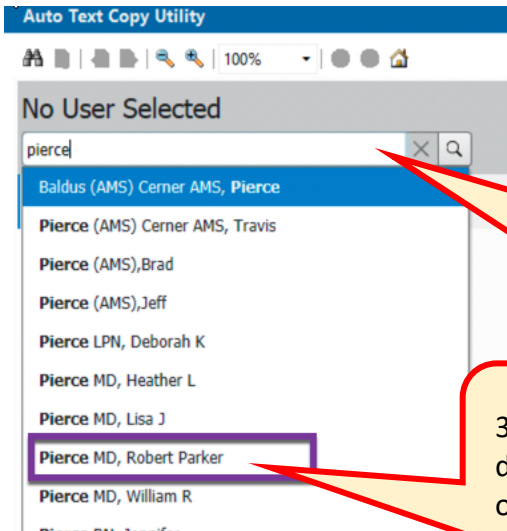 Auto Text Copy Utility
100%
No User Selected
pierce
Baldus (AMS) Cerner AMS, Pierce
Pierce (AMS) Cerner AMS, Travis
Pierce (AMS),Brad
Pierce (AMS),Jeff
Pierce LPN, Deborah K
Pierce MD, Heather L
Pierce MD, Lisa J
Pierce MD, Robert Parker
Pierce MD, William R
3
d
o